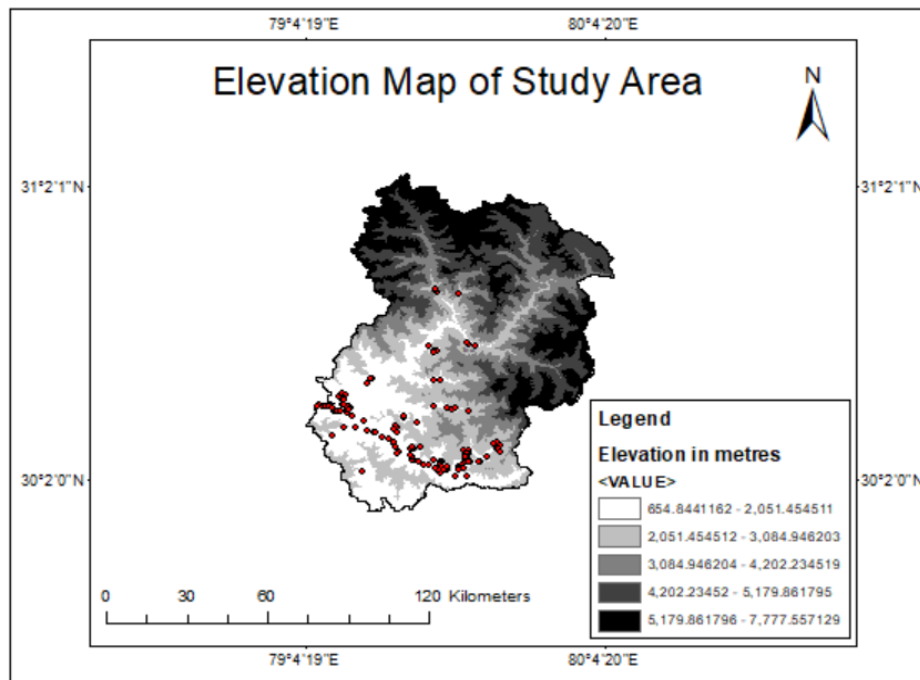 79°4'19"E 80°4'20"E
Elevation Map of Study Area
N
31°2'1"N 31°2'1"N
Legend
Elevation in metres
<VALUE>
654.8441162 - 2,051.454511
2,051.454512 - 3,084.946203
3,084.946204 - 4,202.234519
4,202.23452 - 5,179.861795
5,179.861796 - 7,777.557129
30°2'0"N 30°2'0"N
0 30 60 120 Kilometers
79°4'19"E 80°4'20"E